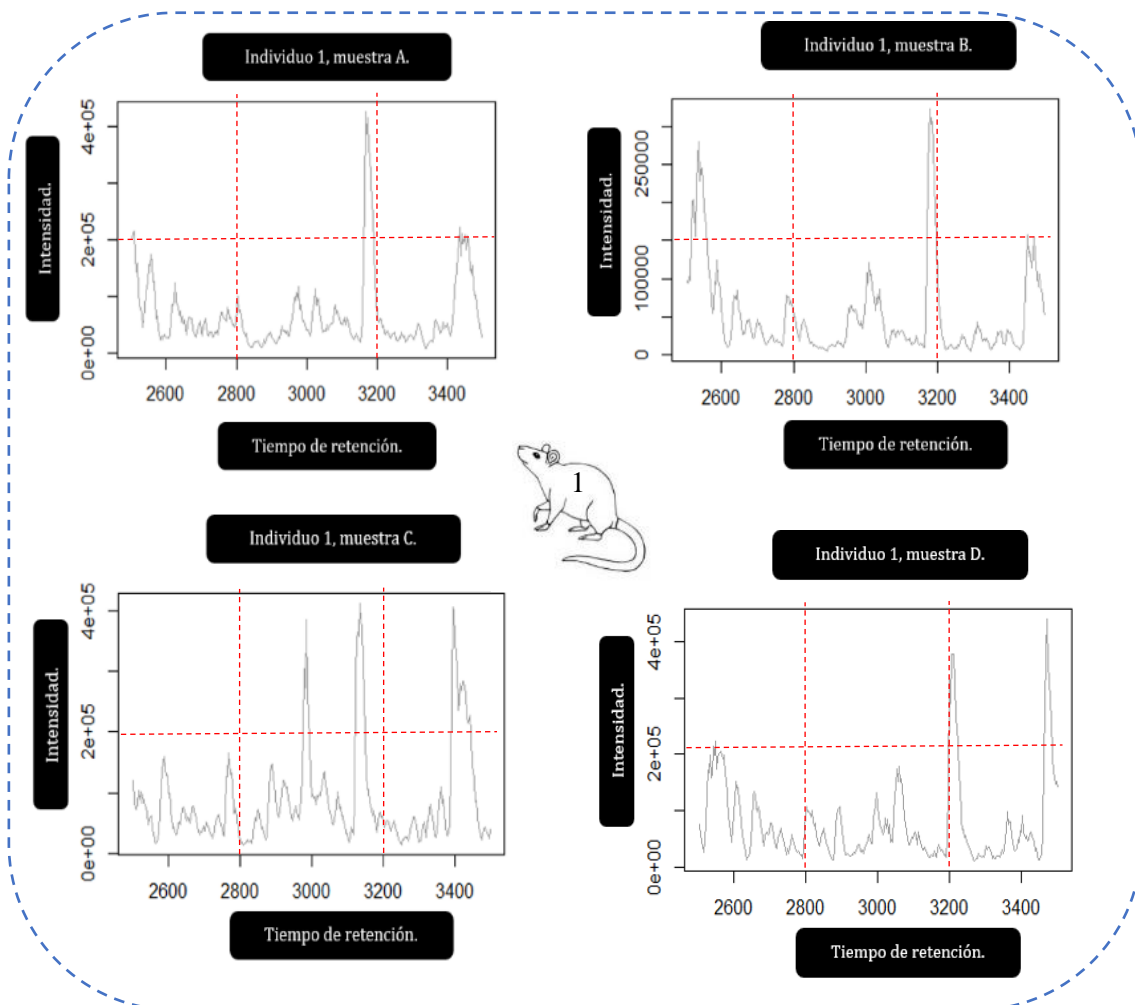 Individuo 1, muestra A.
Intensidad.
4e+05
2e+05
0e+00
2600 2800 3000 3200 3400
Tiempo de retención.
Individuo 1, muestra B.
Intensidad.
250000
100000
0
2600 2800 3000 3200 3400
Tiempo de retención.
1
Individuo 1, muestra C.
Intensidad.
4e+05
2e+05
0e+00
2600 2800 3000 3200 3400
Tiempo de retención.
Individuo 1, muestra D.
Intensidad.
4e+05
2e+05
0e+00
2600 2800 3000 3200 3400
Tiempo de retención.